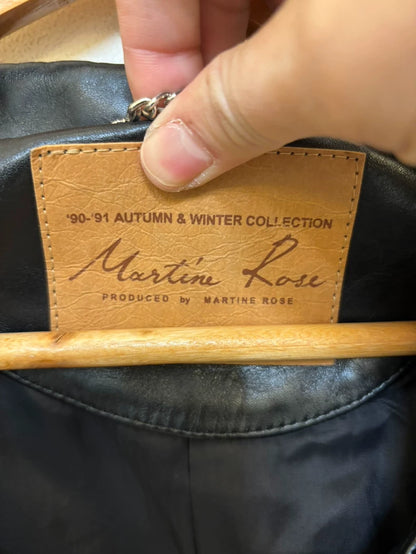 '90-'91 AUTUMN & WINTER COLLECTION
Martine Rose
PRODUCED by MARTINE ROSE